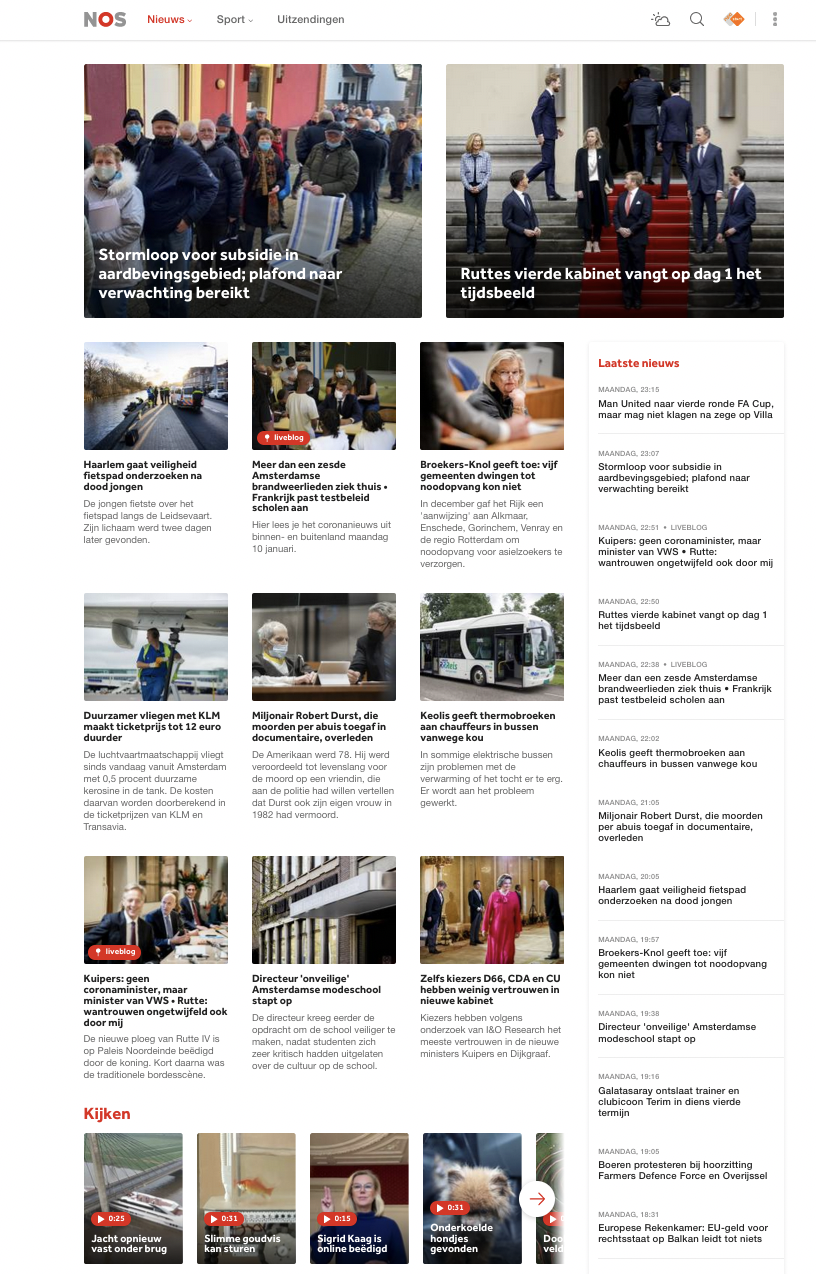 NOS
Nieuws
Sport
Uitzendingen
Stormloop voor subsidie in
aardbevingsgebied; plafond naar
verwachting bereikt
Ruttes vierde kabinet vangt op dag 1 het
tijdsbeeld
Haarlem gaat veiligheid
fietspad onderzoeken na
dood jongen
De jongen fietste over het
fietspad langs de Leidsevaart.
Zijn lichaam werd twee dagen
later gevonden.
liveblog
Meer dan een zesde
Amsterdamse
brandweerlieden ziek thuis •
Frankrijk past testbeleid
scholen aan
Hier lees je het coronanieuws uit
binnen- en buitenland maandag
10 januari.
Broekers-Knol geeft toe: vijf
gemeenten dwingen tot
noodopvang kon niet
In december gaf het Rijk een
'aanwijzing' aan Alkmaar,
Enschede, Gorinchem, Venray en
de regio Rotterdam om
noodopvang voor asielzoekers te
verzorgen.
Duurzamer vliegen met KLM
maakt ticketprijs tot 12 euro
duurder
De luchtvaartmaatschappij vliegt
sinds vandaag vanuit Amsterdam
met 0,5 procent duurzame
kerosine in de tank. De kosten
daarvan worden doorberekend in
de ticketprijzen van KLM en
Transavia.
Miljonair Robert Durst, die
moorden per abuis toegaf in
documentaire, overleden
De Amerikaan werd 78. Hij werd
veroordeeld tot levenslang voor
de moord op een vriendin, die
aan de politie had willen vertellen
dat Durst ook zijn eigen vrouw in
1982 had vermoord.
Keolis geeft thermobroeken
aan chauffeurs in bussen
vanwege kou
In sommige elektrische bussen
zijn problemen met de
verwarming of het tocht er te erg.
Er wordt aan het probleem
gewerkt.
liveblog
Kuipers: geen
coronaminister, maar
minister van VWS • Rutte:
wantrouwen ongetwijfeld ook
door mij
De nieuwe ploeg van Rutte IV is
op Paleis Noordeinde beëdigd
door de koning. Kort daarna was
de traditionele bordesscène.
Directeur 'onveilige'
Amsterdamse modeschool
stapt op
De directeur kreeg eerder de
opdracht om de school veiliger te
maken, nadat studenten zich
zeer kritisch hadden uitgelaten
over de cultuur op de school.
Zelfs kiezers D66, CDA en CU
hebben weinig vertrouwen in
nieuwe kabinet
Kiezers hebben volgens
onderzoek van I&O Research het
meeste vertrouwen in de nieuwe
ministers Kuipers en Dijkgraaf.
Kijken
0:25
Jacht opnieuw
vast onder brug
0:31
Slimme goudvis
kan sturen
0:15
Sigrid Kaag is
online beëdigd
0:31
Onderkoelde
hondjes
gevonden
Laatste nieuws
MAANDAG, 23:15
Man United naar vierde ronde FA Cup,
maar mag niet klagen na zege op Villa
MAANDAG, 23:07
Stormloop voor subsidie in
aardbevingsgebied; plafond naar
verwachting bereikt
MAANDAG, 22:51 • LIVEBLOG
Kuipers: geen coronaminister, maar
minister van VWS • Rutte:
wantrouwen ongetwijfeld ook door mij
MAANDAG, 22:50
Ruttes vierde kabinet vangt op dag 1
het tijdsbeeld
MAANDAG, 22:38 • LIVEBLOG
Meer dan een zesde Amsterdamse
brandweerlieden ziek thuis • Frankrijk
past testbeleid scholen aan
MAANDAG, 22:02
Keolis geeft thermobroeken aan
chauffeurs in bussen vanwege kou
MAANDAG, 21:05
Miljonair Robert Durst, die moorden
per abuis toegaf in documentaire,
overleden
MAANDAG, 20:05
Haarlem gaat veiligheid fietspad
onderzoeken na dood jongen
MAANDAG, 19:57
Broekers-Knol geeft toe: vijf
gemeenten dwingen tot noodopvang
kon niet
MAANDAG, 19:38
Directeur 'onveilige' Amsterdamse
modeschool stapt op
MAANDAG, 19:16
Galatasaray ontslaat trainer en
clubicoon Terim in diens vierde
termijn
MAANDAG, 19:05
Boeren protesteren bij hoorzitting
Farmers Defence Force en Overijssel
MAANDAG, 18:31
Europese Rekenkamer: EU-geld voor
rechtsstaat op Balkan leidt tot niets